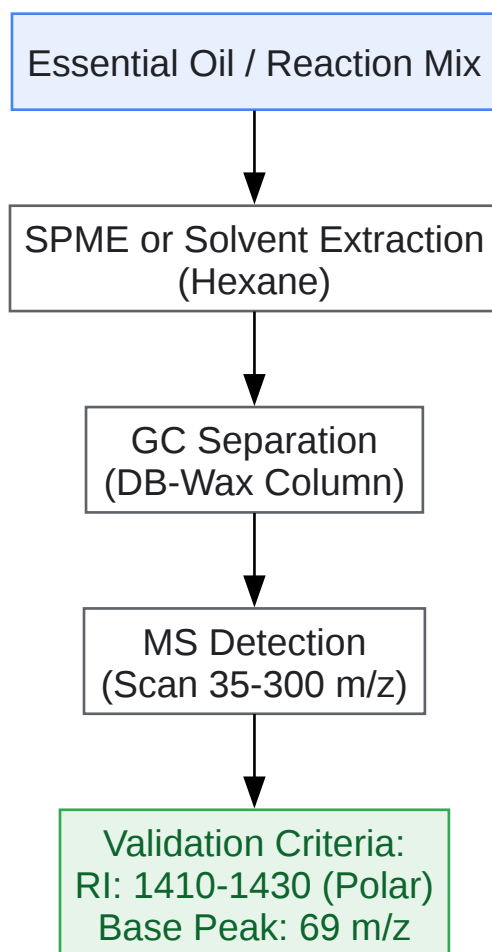 Essential Oil / Reaction Mix
SPME or Solvent Extraction
(Hexane)
GC Separation
(DB-Wax Column)
MS Detection
(Scan 35-300 m/z)
Validation Criteria:
RI: 1410-1430 (Polar)
Base Peak: 69 m/z